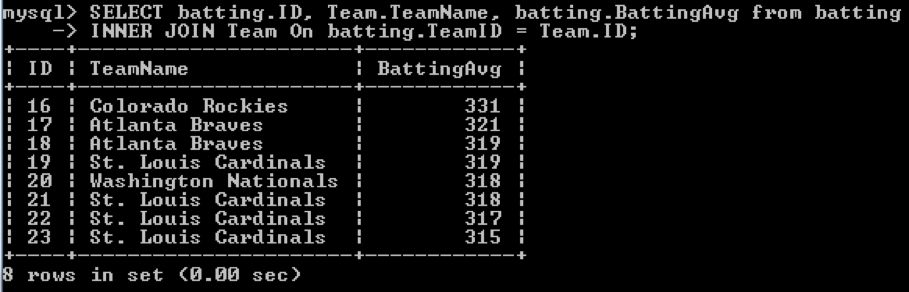 mysql> SELECT batting.ID, Team.TeamName, batting.BattingAvg from batting
    -> INNER JOIN Team On batting.TeamID = Team.ID;
+----+----------------------+------------+
| ID | TeamName             | BattingAvg |
+----+----------------------+------------+
| 16 | Colorado Rockies     |        331 |
| 17 | Atlanta Braves       |        321 |
| 18 | Atlanta Braves       |        319 |
| 19 | St. Louis Cardinals  |        319 |
| 20 | Washington Nationals |        318 |
| 21 | St. Louis Cardinals  |        318 |
| 22 | St. Louis Cardinals  |        317 |
| 23 | St. Louis Cardinals  |        315 |
+----+----------------------+------------+
8 rows in set (0.00 sec)